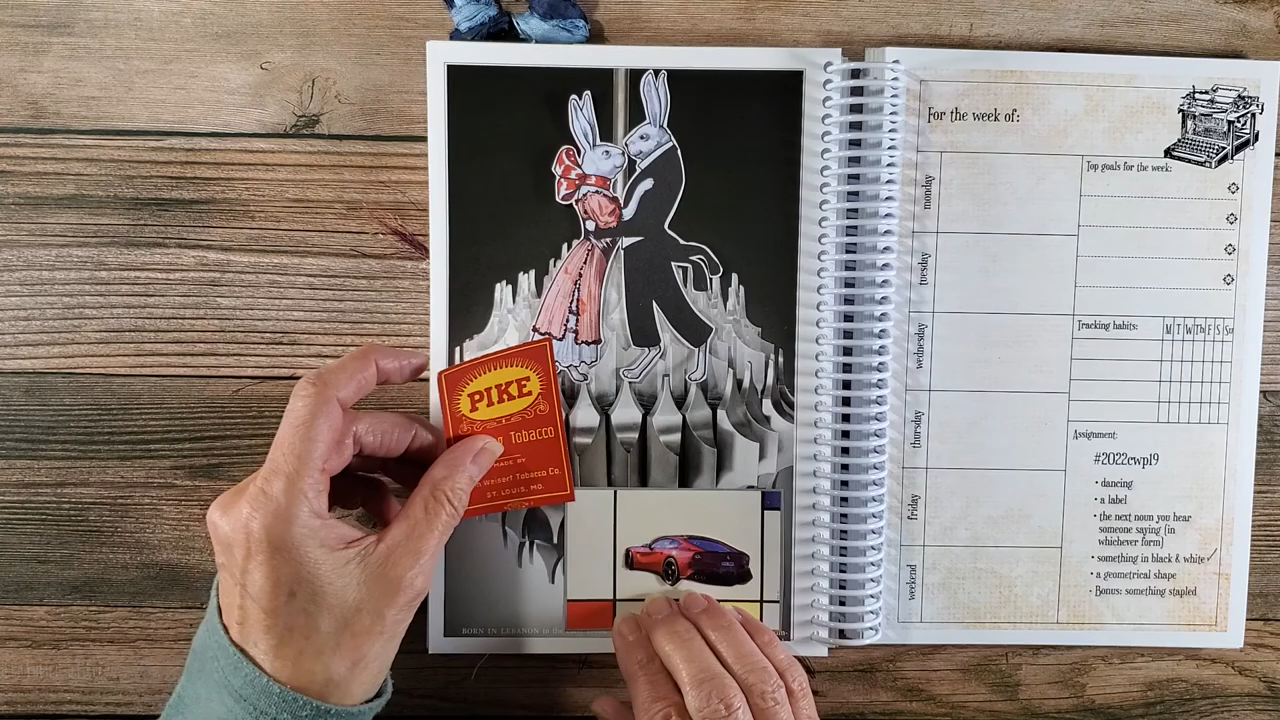 PIKE
Tobacco
MADE BY
Weisert Tobacco Co.
ST. LOUIS, MO.
BORN IN LEBANON
For the week of:
monday
tuesday
wednesday
thursday
friday
weekend
Top goals for the week:
Tracking habits:
M T W Th F S Su
Assignment:
#2022cwp19
• dancing
• a label
• the next noun you hear
someone saying (in
whichever form)
• something in black & white
• a geometrical shape
- Bonus: something stapled